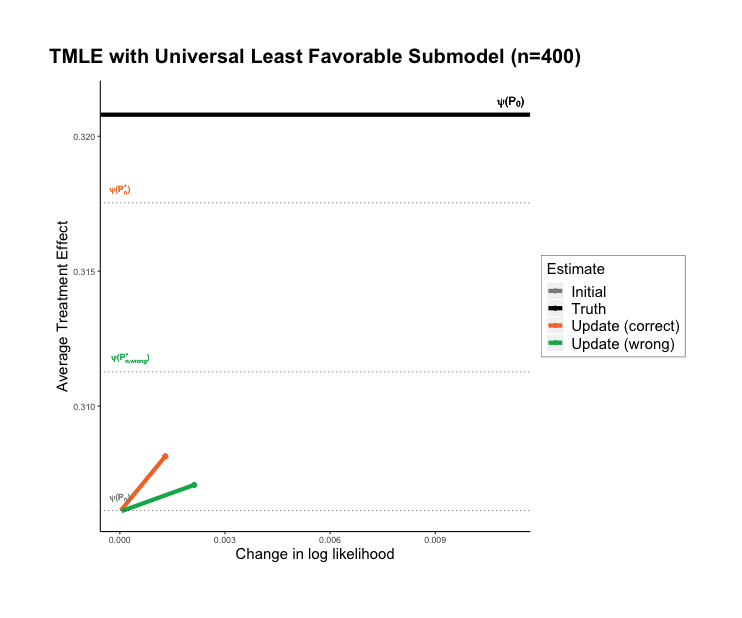 TMLE with Universal Least Favorable Submodel (n=400)
ψ(P₀)
0.320
ψ(Pₙ*)
0.315
Average Treatment Effect
ψ(P*n,wrong)
0.310
ψ(Pₙ)
0.000
0.003
0.006
0.009
Change in log likelihood
Estimate
Initial
Truth
Update (correct)
Update (wrong)